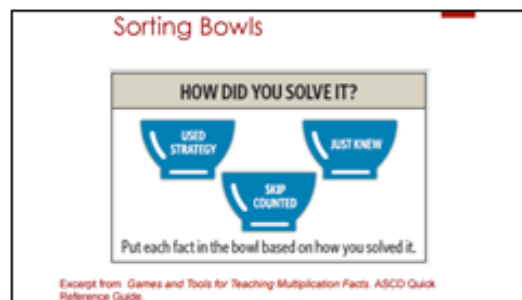 Sorting Bowls
HOW DID YOU SOLVE IT?
USED
STRATEGY
JUST KNEW
SKIP
COUNTED
Put each fact in the bowl based on how you solved it.
Excerpt from Games and Tools for Teaching Multiplication Facts. ASCD Quick
Reference Guide.